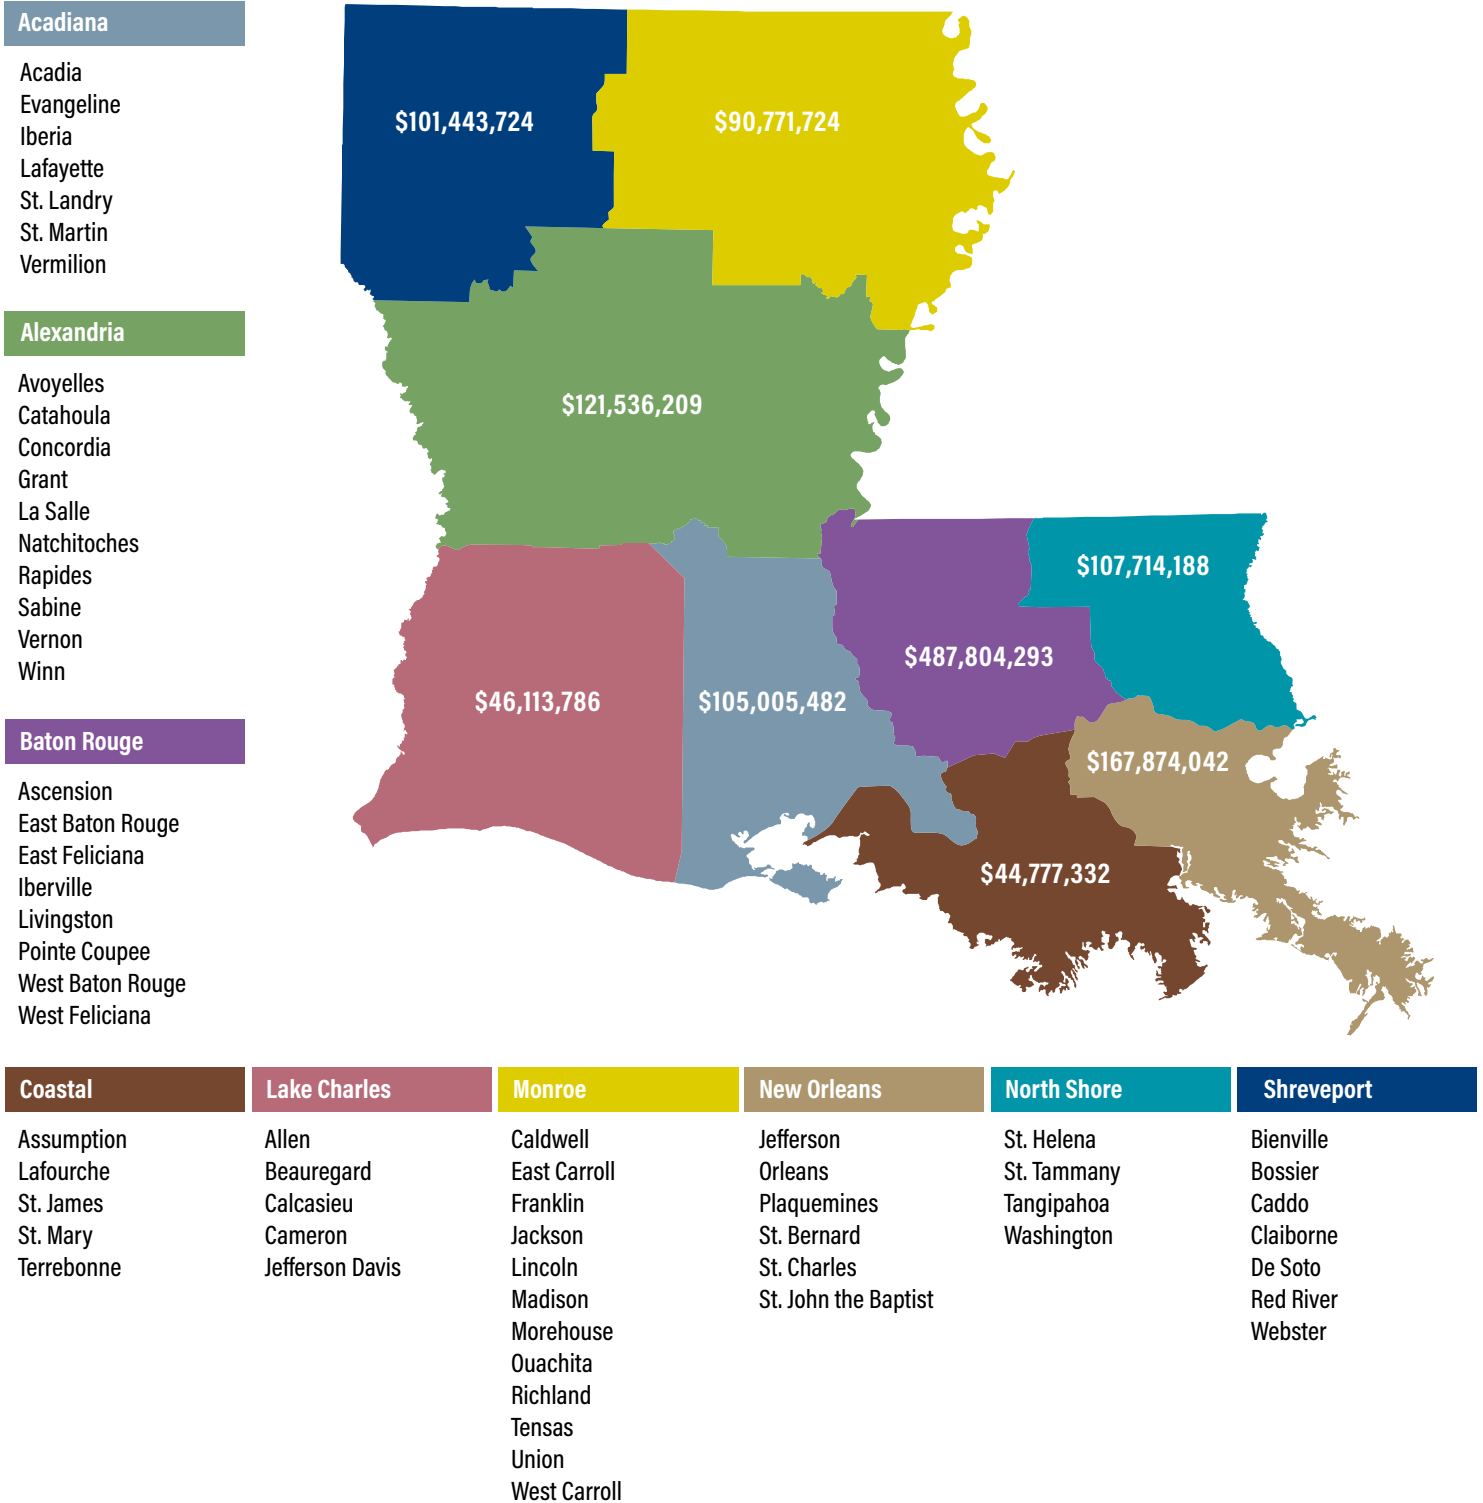 Acadiana
Acadia
Evangeline
Iberia
Lafayette
St. Landry
St. Martin
Vermilion
Alexandria
Avoyelles
Catahoula
Concordia
Grant
La Salle
Natchitoches
Rapides
Sabine
Vernon
Winn
Baton Rouge
Ascension
East Baton Rouge
East Feliciana
Iberville
Livingston
Pointe Coupee
West Baton Rouge
West Feliciana
$101,443,724
$90,771,724
$121,536,209
$107,714,188
$487,804,293
$46,113,786
$105,005,482
$167,874,042
$44,777,332
Coastal
Assumption
Lafourche
St. James
St. Mary
Terrebonne
Lake Charles
Allen
Beauregard
Calcasieu
Cameron
Jefferson Davis
Monroe
Caldwell
East Carroll
Franklin
Jackson
Lincoln
Madison
Morehouse
Ouachita
Richland
Tensas
Union
West Carroll
New Orleans
Jefferson
Orleans
Plaquemines
St. Bernard
St. Charles
St. John the Baptist
North Shore
St. Helena
St. Tammany
Tangipahoa
Washington
Shreveport
Bienville
Bossier
Caddo
Claiborne
De Soto
Red River
Webster